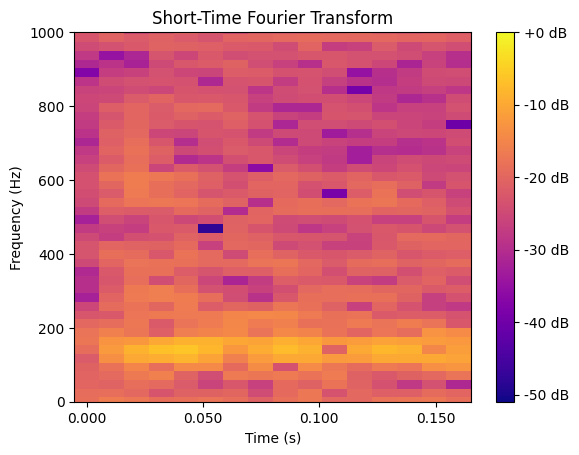 Short-Time Fourier Transform
1000
800
600
400
200
0
Frequency (Hz)
0.000
0.050
0.100
0.150
Time (s)
+0 dB
-10 dB
-20 dB
-30 dB
-40 dB
-50 dB